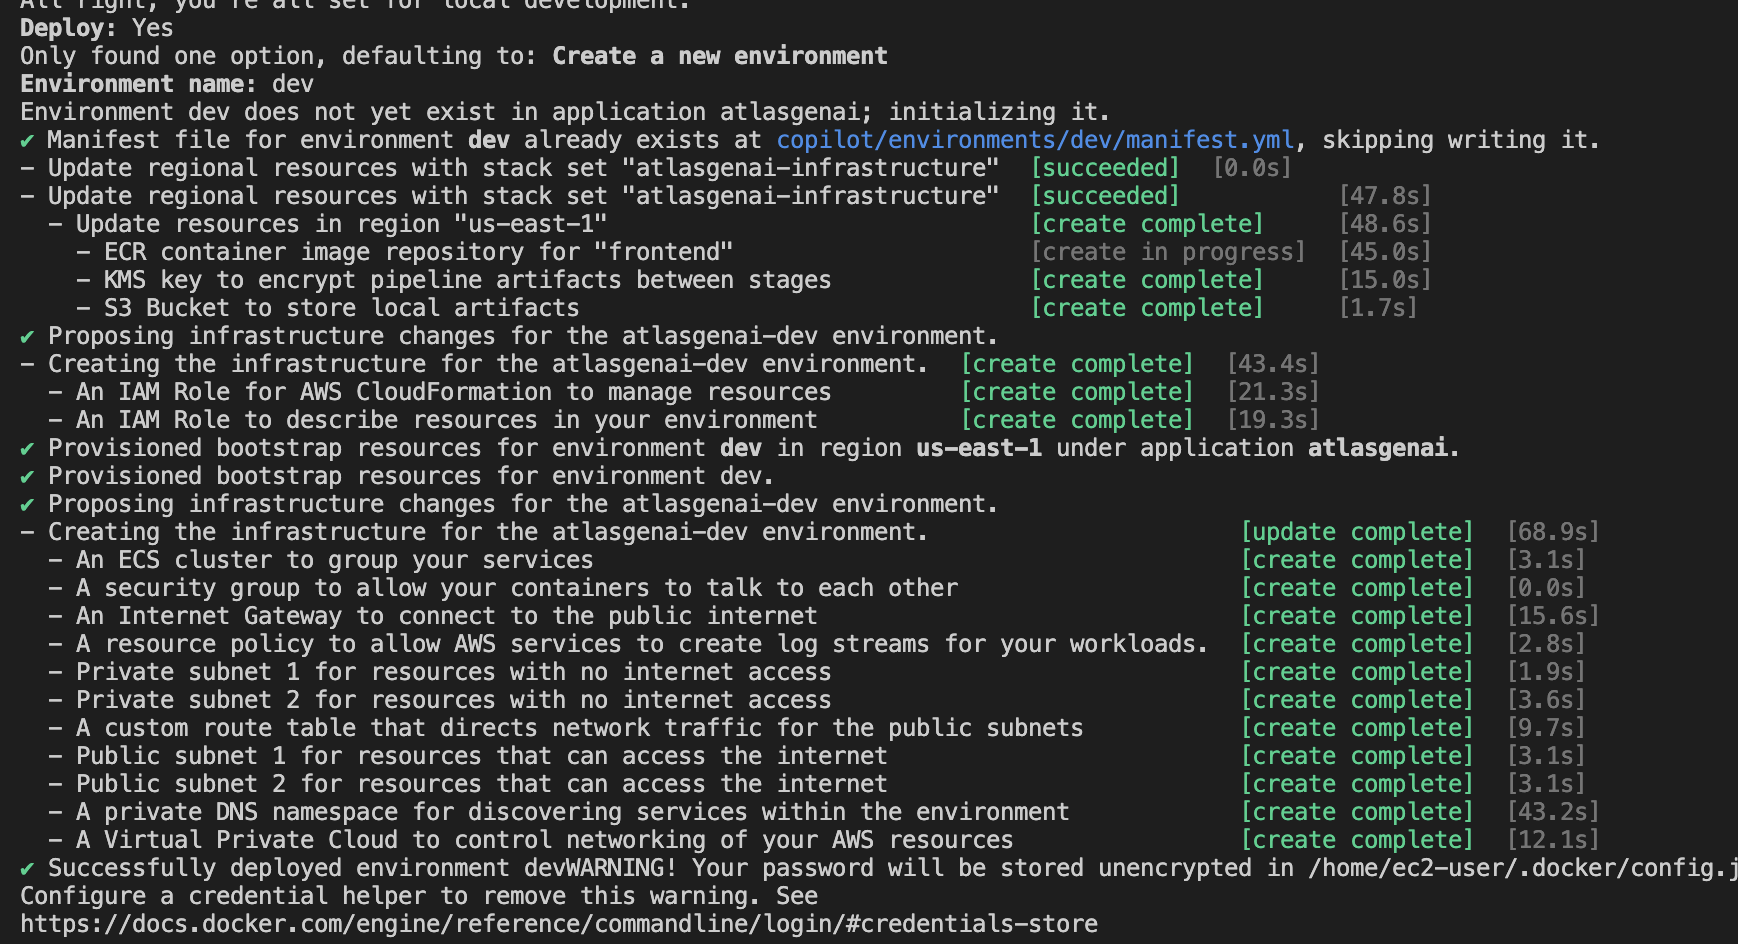 All right, you're all set for local development.
Deploy: Yes
Only found one option, defaulting to: Create a new environment
Environment name: dev
Environment dev does not yet exist in application atlasgenai; initializing it.
✔ Manifest file for environment dev already exists at copilot/environments/dev/manifest.yml, skipping writing it.
- Update regional resources with stack set "atlasgenai-infrastructure" [succeeded] [0.0s]
- Update regional resources with stack set "atlasgenai-infrastructure" [succeeded] [47.8s]
- Update resources in region "us-east-1" [create complete] [48.6s]
- ECR container image repository for "frontend" [create in progress] [45.0s]
- KMS key to encrypt pipeline artifacts between stages [create complete] [15.0s]
- S3 Bucket to store local artifacts [create complete] [1.7s]
✔ Proposing infrastructure changes for the atlasgenai-dev environment.
- Creating the infrastructure for the atlasgenai-dev environment. [create complete] [43.4s]
- An IAM Role for AWS CloudFormation to manage resources [create complete] [21.3s]
- An IAM Role to describe resources in your environment [create complete] [19.3s]
✔ Provisioned bootstrap resources for environment dev in region us-east-1 under application atlasgenai.
✔ Provisioned bootstrap resources for environment dev.
✔ Proposing infrastructure changes for the atlasgenai-dev environment.
- Creating the infrastructure for the atlasgenai-dev environment. [update complete] [68.9s]
- An ECS cluster to group your services [create complete] [3.1s]
- A security group to allow your containers to talk to each other [create complete] [0.0s]
- An Internet Gateway to connect to the public internet [create complete] [15.6s]
- A resource policy to allow AWS services to create log streams for your workloads. [create complete] [2.8s]
- Private subnet 1 for resources with no internet access [create complete] [1.9s]
- Private subnet 2 for resources with no internet access [create complete] [3.6s]
- A custom route table that directs network traffic for the public subnets [create complete] [9.7s]
- Public subnet 1 for resources that can access the internet [create complete] [3.1s]
- Public subnet 2 for resources that can access the internet [create complete] [3.1s]
- A private DNS namespace for discovering services within the environment [create complete] [43.2s]
- A Virtual Private Cloud to control networking of your AWS resources [create complete] [12.1s]
✔ Successfully deployed environment devWARNING! Your password will be stored unencrypted in /home/ec2-user/.docker/config.j
Configure a credential helper to remove this warning. See
https://docs.docker.com/engine/reference/commandline/login/#credentials-store